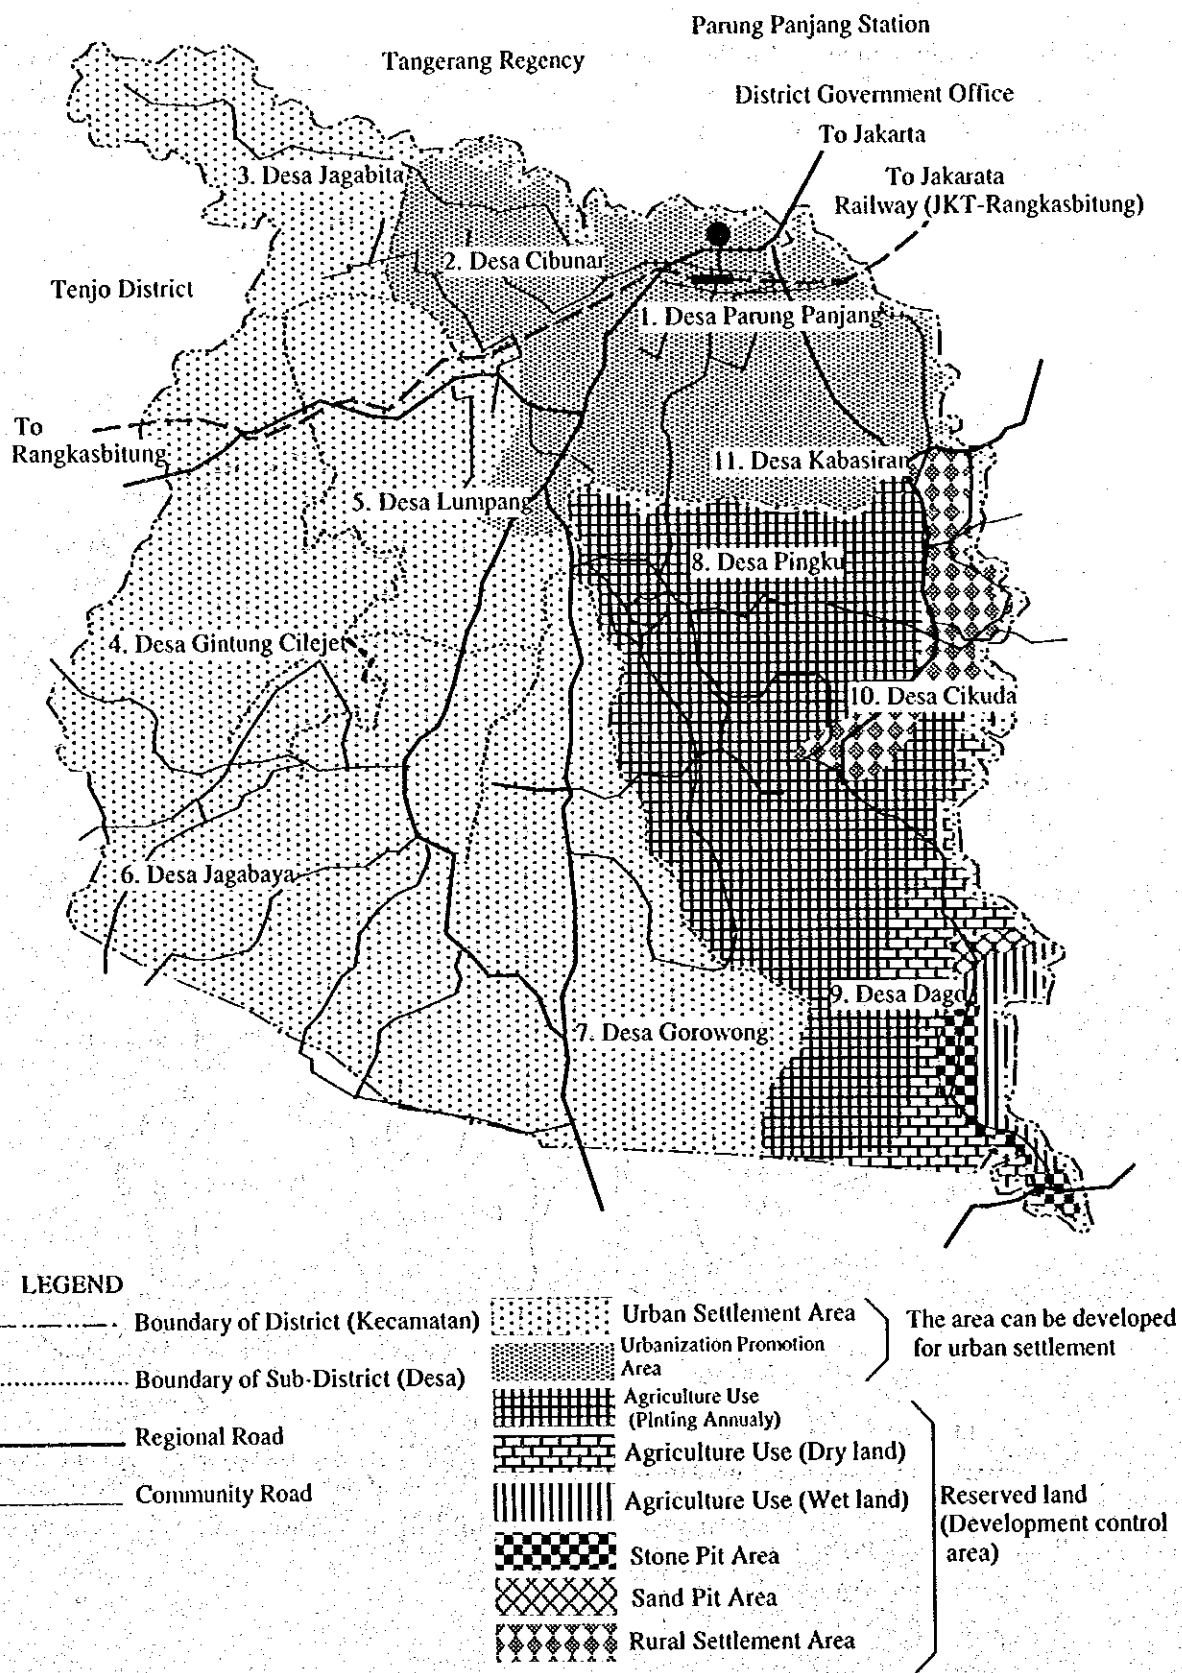 Parung Panjang Station
Tangerang Regency
District Government Office
To Jakarta
To Jakarata
Railway (JKT-Rangkasbitung)
3. Desa Jagabita
2. Desa Cibunar
Tenjo District
1. Desa Parung Panjang
To
Rangkasbitung
11. Desa Kabasiran
5. Desa Lumpang
8. Desa Pingku
4. Desa Gintung Cilejet
10. Desa Cikuda
6. Desa Jagabaya
9. Desa Dago
7. Desa Gorowong
LEGEND
Boundary of District (Kecamatan)
Boundary of Sub-District (Desa)
Regional Road
Community Road
Urban Settlement Area
Urbanization Promotion
Area
The area can be developed
for urban settlement
Agriculture Use
(Plnting Annualy)
Agriculture Use (Dry land)
Agriculture Use (Wet land)
Stone Pit Area
Sand Pit Area
Rural Settlement Area
Reserved land
(Development control
area)